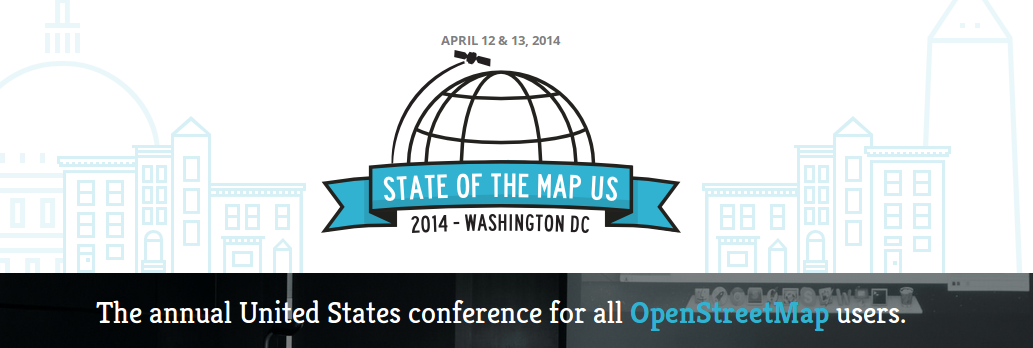 APRIL 12 & 13, 2014
STATE OF THE MAP US
2014 - WASHINGTON DC
The annual United States conference for all OpenStreetMap users.